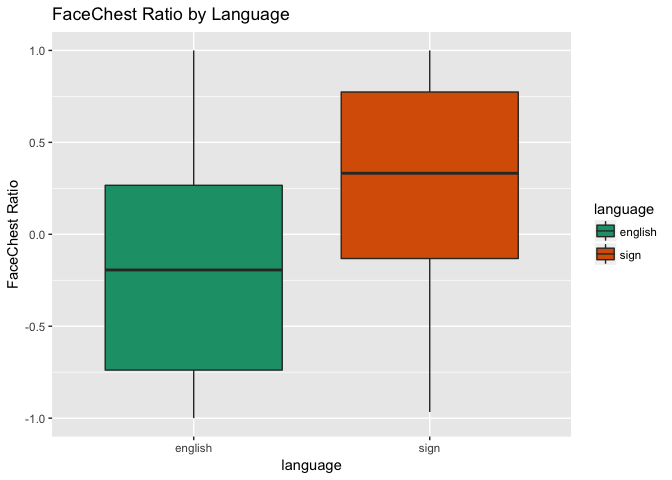 FaceChest Ratio by Language
FaceChest Ratio
1.0
0.5
0.0
-0.5
-1.0
english
sign
language
language
english
sign